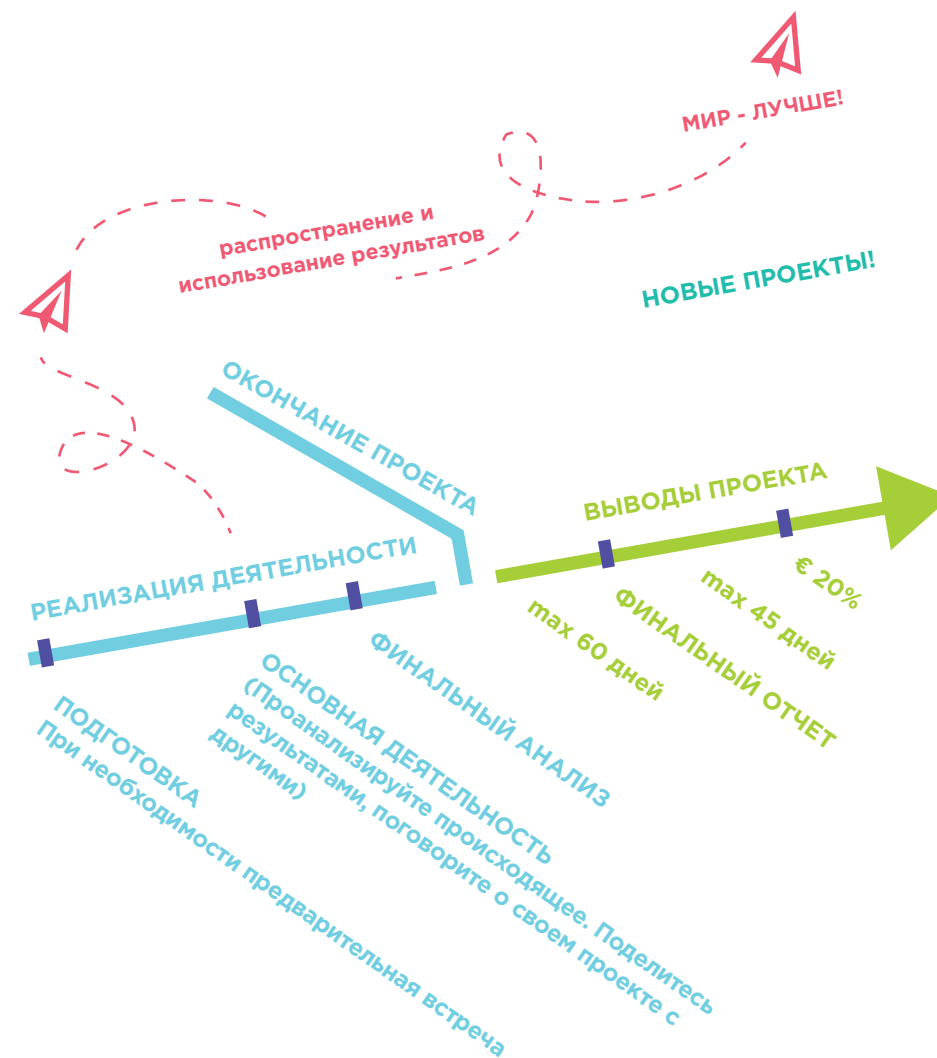 МИР - ЛУЧШЕ!
распространение и
использование результатов
НОВЫЕ ПРОЕКТЫ!
ОКОНЧАНИЕ ПРОЕКТА
РЕАЛИЗАЦИЯ ДЕЯТЕЛЬНОСТИ
ПОДГОТОВКА
При необходимости предварительная встреча
ОСНОВНАЯ ДЕЯТЕЛЬНОСТЬ
(Проанализируйте происходящее. Поделитесь
результатами, поговорите о своем проекте с
другими)
ФИНАЛЬНЫЙ АНАЛИЗ
ВЫВОДЫ ПРОЕКТА
max 60 дней
ФИНАЛЬНЫЙ ОТЧЕТ
max 45 дней
€ 20%